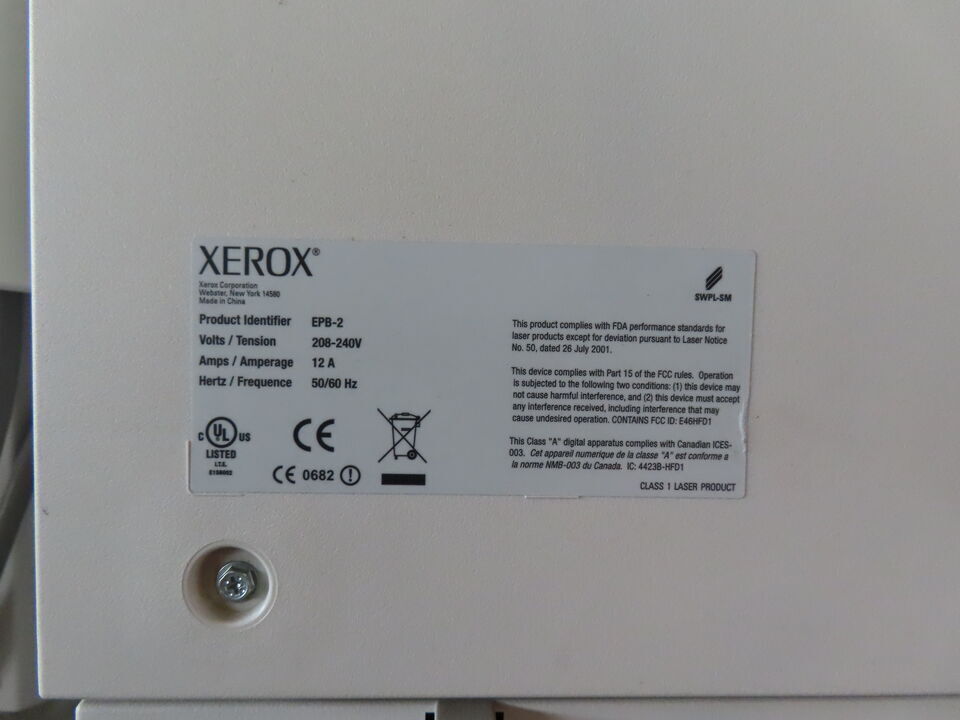 XEROX®
Xerox Corporation
Webster, New York 14580
Made in China
Product Identifier EPB-2
Volts / Tension 208-240V
Amps / Amperage 12 A
Hertz / Frequency 50/60 Hz
C UL US
LISTED
I.T.E.
E158602
CE
CE 0682
SWPL-SM
This product complies with FDA performance standards for
laser products except for deviation pursuant to Laser Notice
No. 50, dated 26 July 2001.
This device complies with Part 15 of the FCC rules. Operation
is subjected to the following two conditions: (1) this device may
not cause harmful interference, and (2) this device must accept
any interference received, including interference that may
cause undesired operation. CONTAINS FCC ID: E46HFD1
This Class "A" digital apparatus complies with Canadian ICES-
003. Cet appareil numerique de la classe "A" est conforme a
la norme NMB-003 du Canada. IC: 4423B-HFD1
CLASS 1 LASER PRODUCT